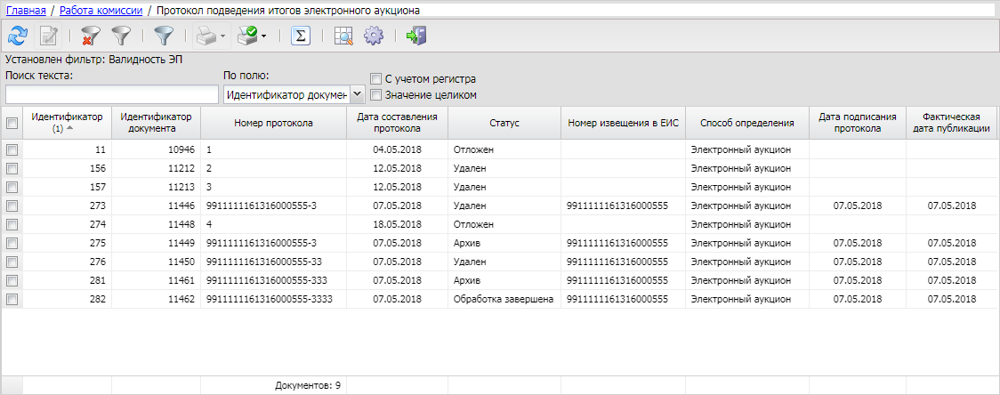 Главная / Работа комиссии / Протокол подведения итогов электронного аукциона
Установлен фильтр: Валидность ЭП
Поиск текста: По полю: С учетом регистра
Идентификатор докумен Значение целиком
Идентификатор (1) Идентификатор документа Номер протокола Дата составления протокола Статус Номер извещения в ЕИС Способ определения Дата подписания протокола Фактическая дата публикации
11 10946 1 04.05.2018 Отложен Электронный аукцион
156 11212 2 12.05.2018 Удален Электронный аукцион
157 11213 3 12.05.2018 Удален Электронный аукцион
273 11446 9911111161316000555-3 07.05.2018 Удален 9911111161316000555 Электронный аукцион 07.05.2018 07.05.2018
274 11448 4 18.05.2018 Отложен Электронный аукцион
275 11449 9911111161316000555-3 07.05.2018 Архив 9911111161316000555 Электронный аукцион 07.05.2018 07.05.2018
276 11450 9911111161316000555-33 07.05.2018 Удален 9911111161316000555 Электронный аукцион 07.05.2018 07.05.2018
281 11461 9911111161316000555-333 07.05.2018 Архив 9911111161316000555 Электронный аукцион 07.05.2018 07.05.2018
282 11462 9911111161316000555-3333 07.05.2018 Обработка завершена 9911111161316000555 Электронный аукцион 07.05.2018 07.05.2018
Документов: 9